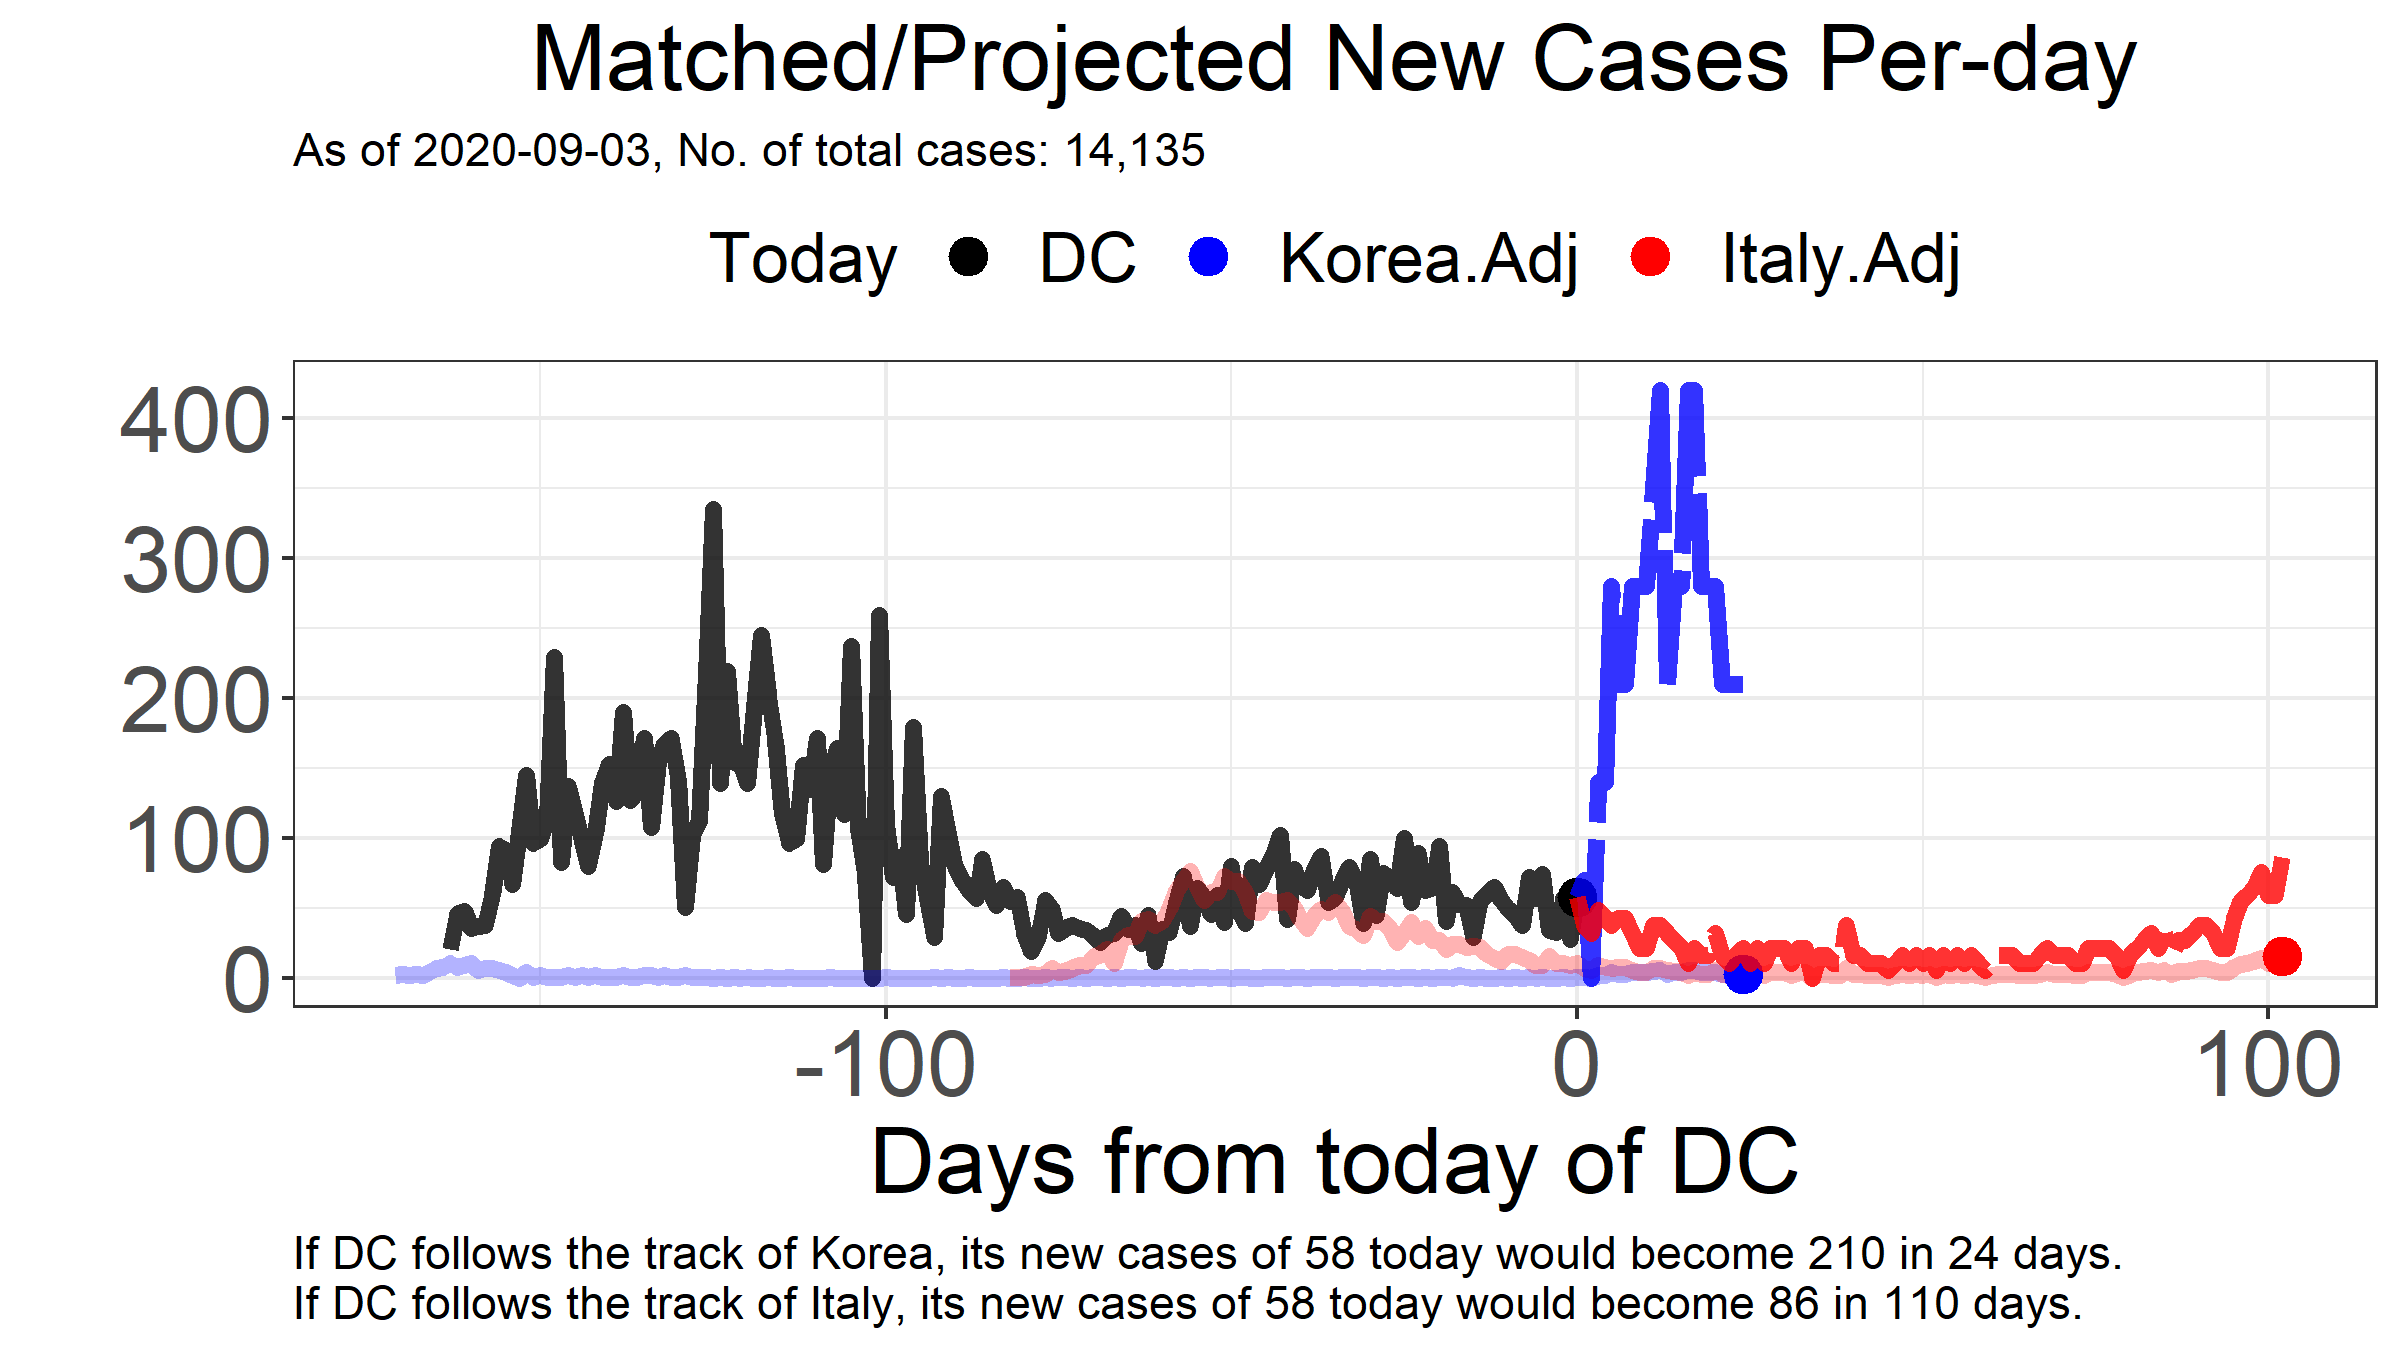 Matched/Projected New Cases Per-day
As of 2020-09-03, No. of total cases: 14,135
Today DC Korea.Adj Italy.Adj
400
300
200
100
0
-100 0 100
Days from today of DC
If DC follows the track of Korea, its new cases of 58 today would become 210 in 24 days.
If DC follows the track of Italy, its new cases of 58 today would become 86 in 110 days.